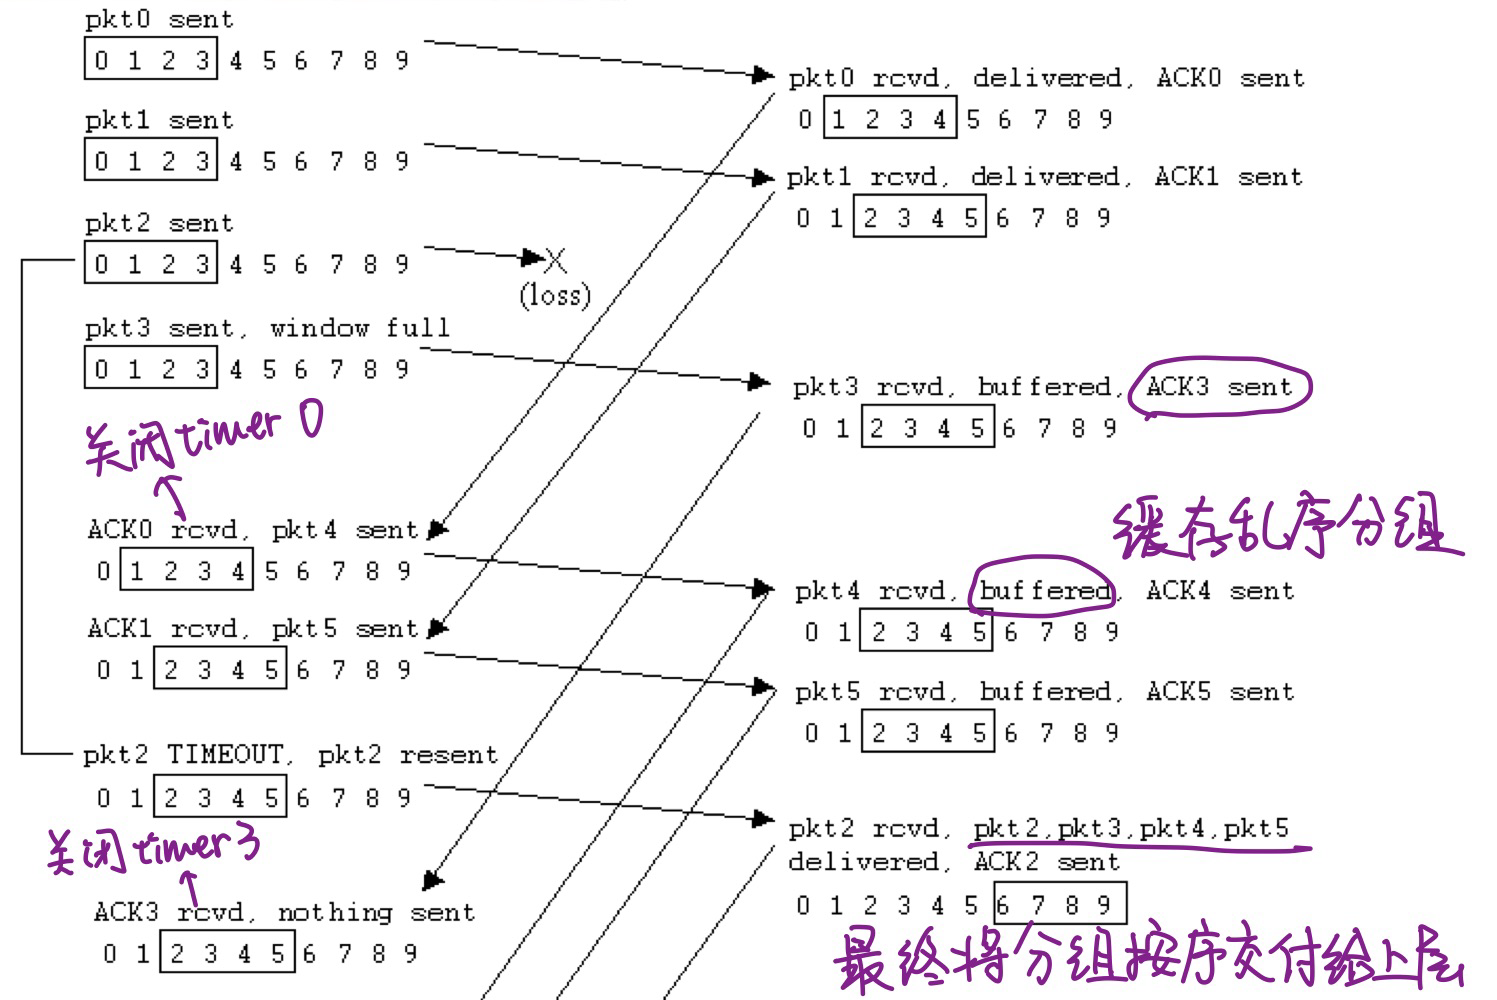 pkt0 sent
0 1 2 3 4 5 6 7 8 9
pkt0 rcvd, delivered, ACK0 sent
0 1 2 3 4 5 6 7 8 9
pkt1 sent
0 1 2 3 4 5 6 7 8 9
pkt1 rcvd, delivered, ACK1 sent
0 1 2 3 4 5 6 7 8 9
pkt2 sent
0 1 2 3 4 5 6 7 8 9
X
(loss)
pkt3 sent, window full
0 1 2 3 4 5 6 7 8 9
pkt3 rcvd, buffered, ACK3 sent
0 1 2 3 4 5 6 7 8 9
关闭timer 0
ACK0 rcvd, pkt4 sent
0 1 2 3 4 5 6 7 8 9
缓存乱序分组
pkt4 rcvd, buffered, ACK4 sent
0 1 2 3 4 5 6 7 8 9
ACK1 rcvd, pkt5 sent
0 1 2 3 4 5 6 7 8 9
pkt5 rcvd, buffered, ACK5 sent
0 1 2 3 4 5 6 7 8 9
pkt2 TIMEOUT, pkt2 resent
0 1 2 3 4 5 6 7 8 9
pkt2 rcvd, pkt2,pkt3,pkt4,pkt5
delivered, ACK2 sent
0 1 2 3 4 5 6 7 8 9
关闭timer3
ACK3 rcvd, nothing sent
0 1 2 3 4 5 6 7 8 9
最终将分组按序交付给上层